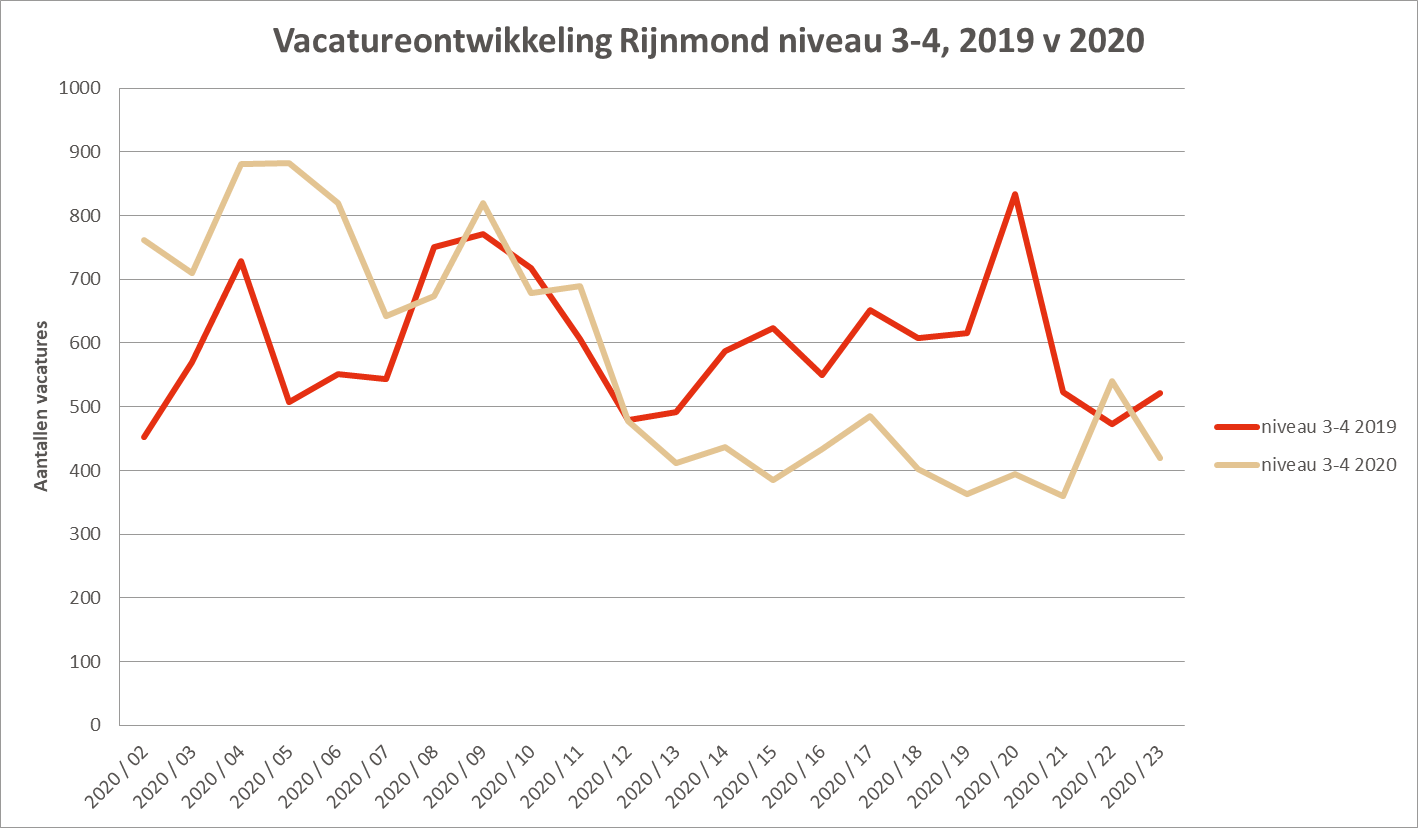 Vacatureontwikkeling Rijnmond niveau 3-4, 2019 v 2020
Aantallen vacatures
1000
900
800
700
600
500
400
300
200
100
0
2020 / 02
2020 / 03
2020 / 04
2020 / 05
2020 / 06
2020 / 07
2020 / 08
2020 / 09
2020 / 10
2020 / 11
2020 / 12
2020 / 13
2020 / 14
2020 / 15
2020 / 16
2020 / 17
2020 / 18
2020 / 19
2020 / 20
2020 / 21
2020 / 22
2020 / 23
niveau 3-4 2019
niveau 3-4 2020